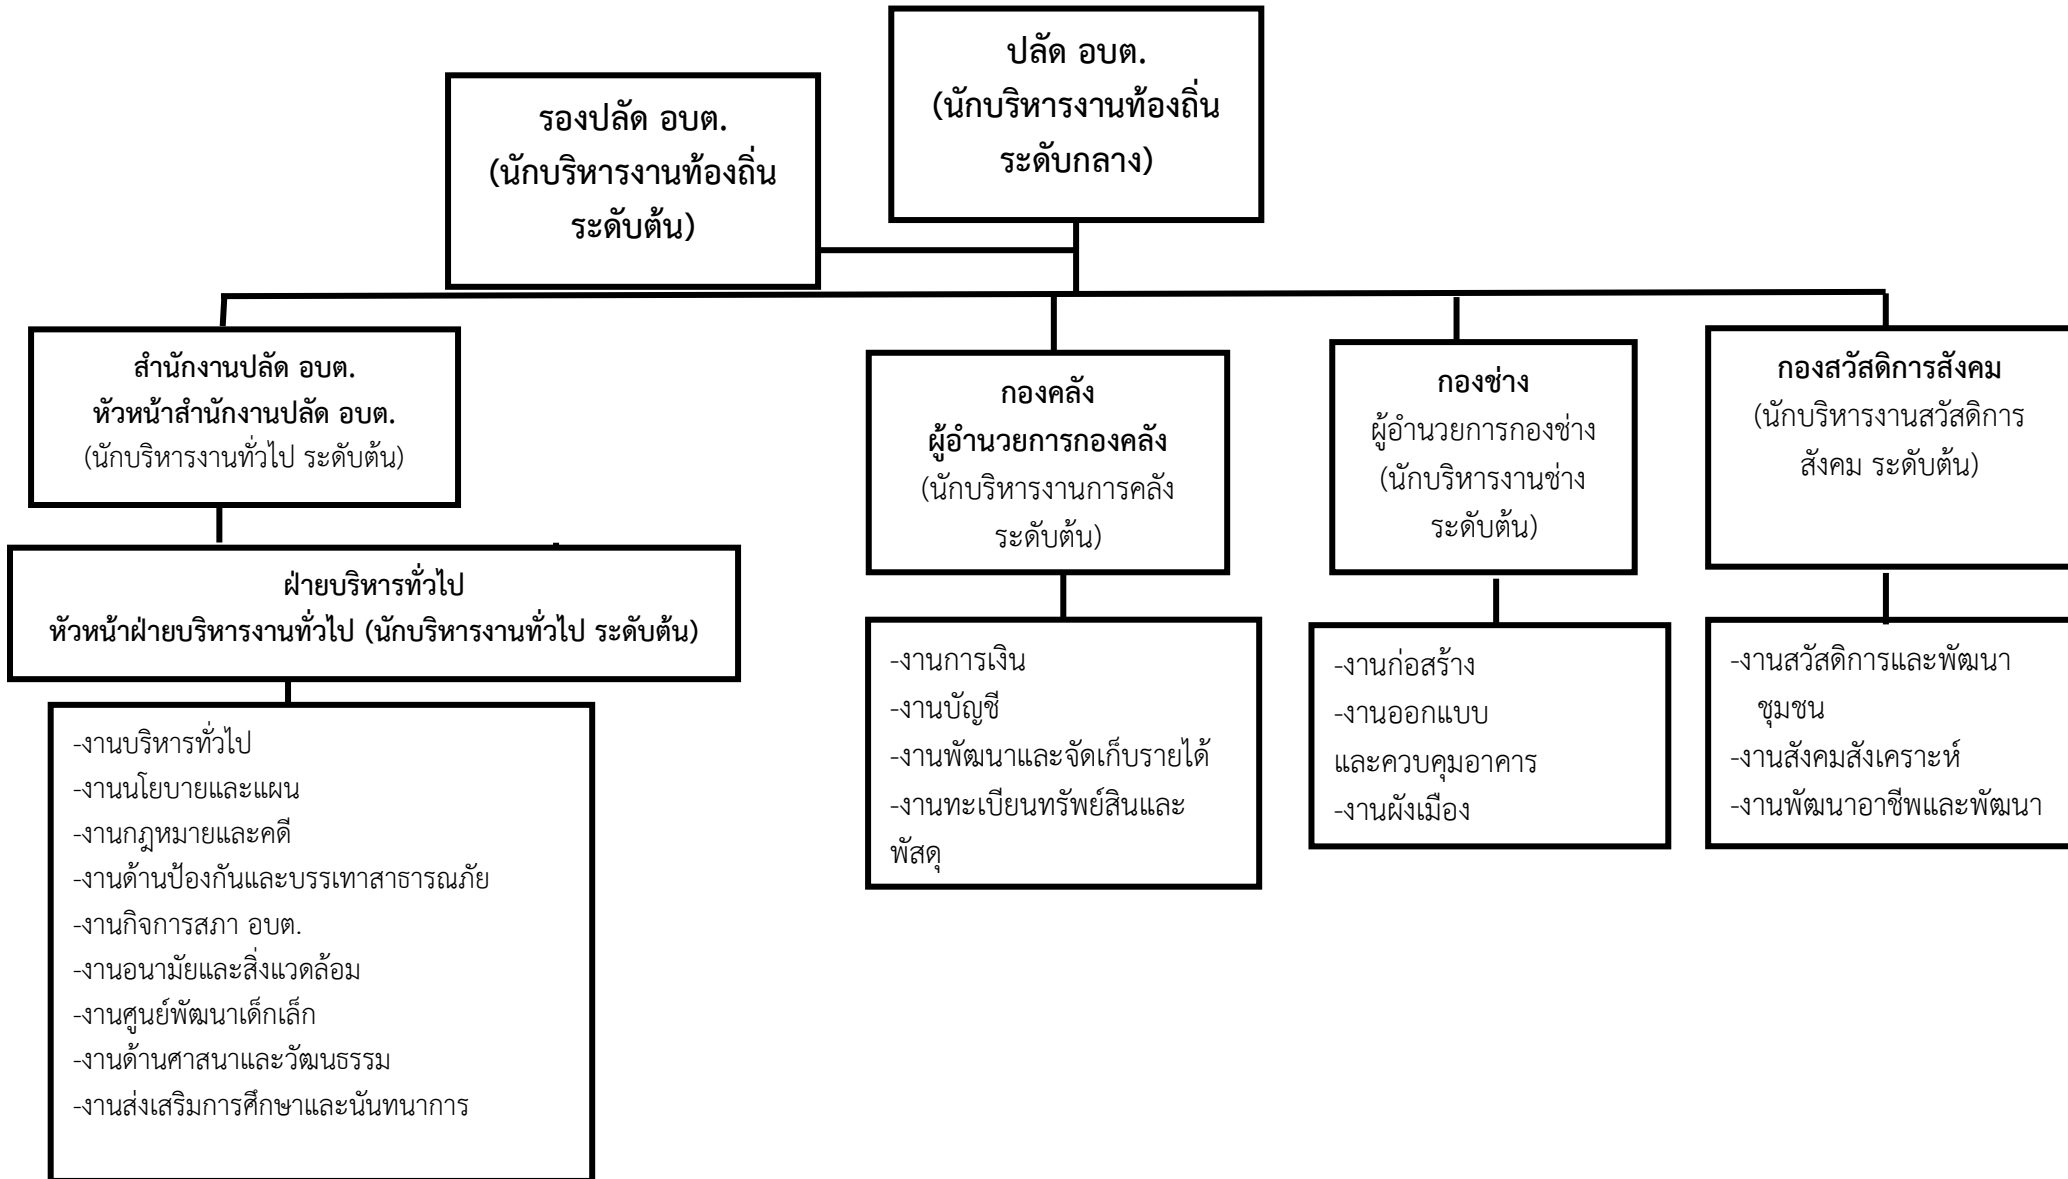 ปลัด อบต.
(นักบริหารงานท้องถิ่น
ระดับกลาง)
รองปลัด อบต.
(นักบริหารงานท้องถิ่น
ระดับต้น)
สำนักงานปลัด อบต.
หัวหน้าสำนักงานปลัด อบต.
(นักบริหารงานทั่วไป ระดับต้น)
กองคลัง
ผู้อำนวยการกองคลัง
(นักบริหารงานการคลัง
ระดับต้น)
กองช่าง
ผู้อำนวยการกองช่าง
(นักบริหารงานช่าง
ระดับต้น)
กองสวัสดิการสังคม
(นักบริหารงานสวัสดิการ
สังคม ระดับต้น)
ฝ่ายบริหารทั่วไป
หัวหน้าฝ่ายบริหารงานทั่วไป (นักบริหารงานทั่วไป ระดับต้น)
-งานบริหารทั่วไป
-งานนโยบายและแผน
-งานกฎหมายและคดี
-งานด้านป้องกันและบรรเทาสาธารณภัย
-งานกิจการสภา อบต.
-งานอนามัยและสิ่งแวดล้อม
-งานศูนย์พัฒนาเด็กเล็ก
-งานด้านศาสนาและวัฒนธรรม
-งานส่งเสริมการศึกษาและนันทนาการ
-งานการเงิน
-งานบัญชี
-งานพัฒนาและจัดเก็บรายได้
-งานทะเบียนทรัพย์สินและ
พัสดุ
-งานก่อสร้าง
-งานออกแบบ
และควบคุมอาคาร
-งานผังเมือง
-งานสวัสดิการและพัฒนา
ชุมชน
-งานสังคมสังเคราะห์
-งานพัฒนาอาชีพและพัฒนา